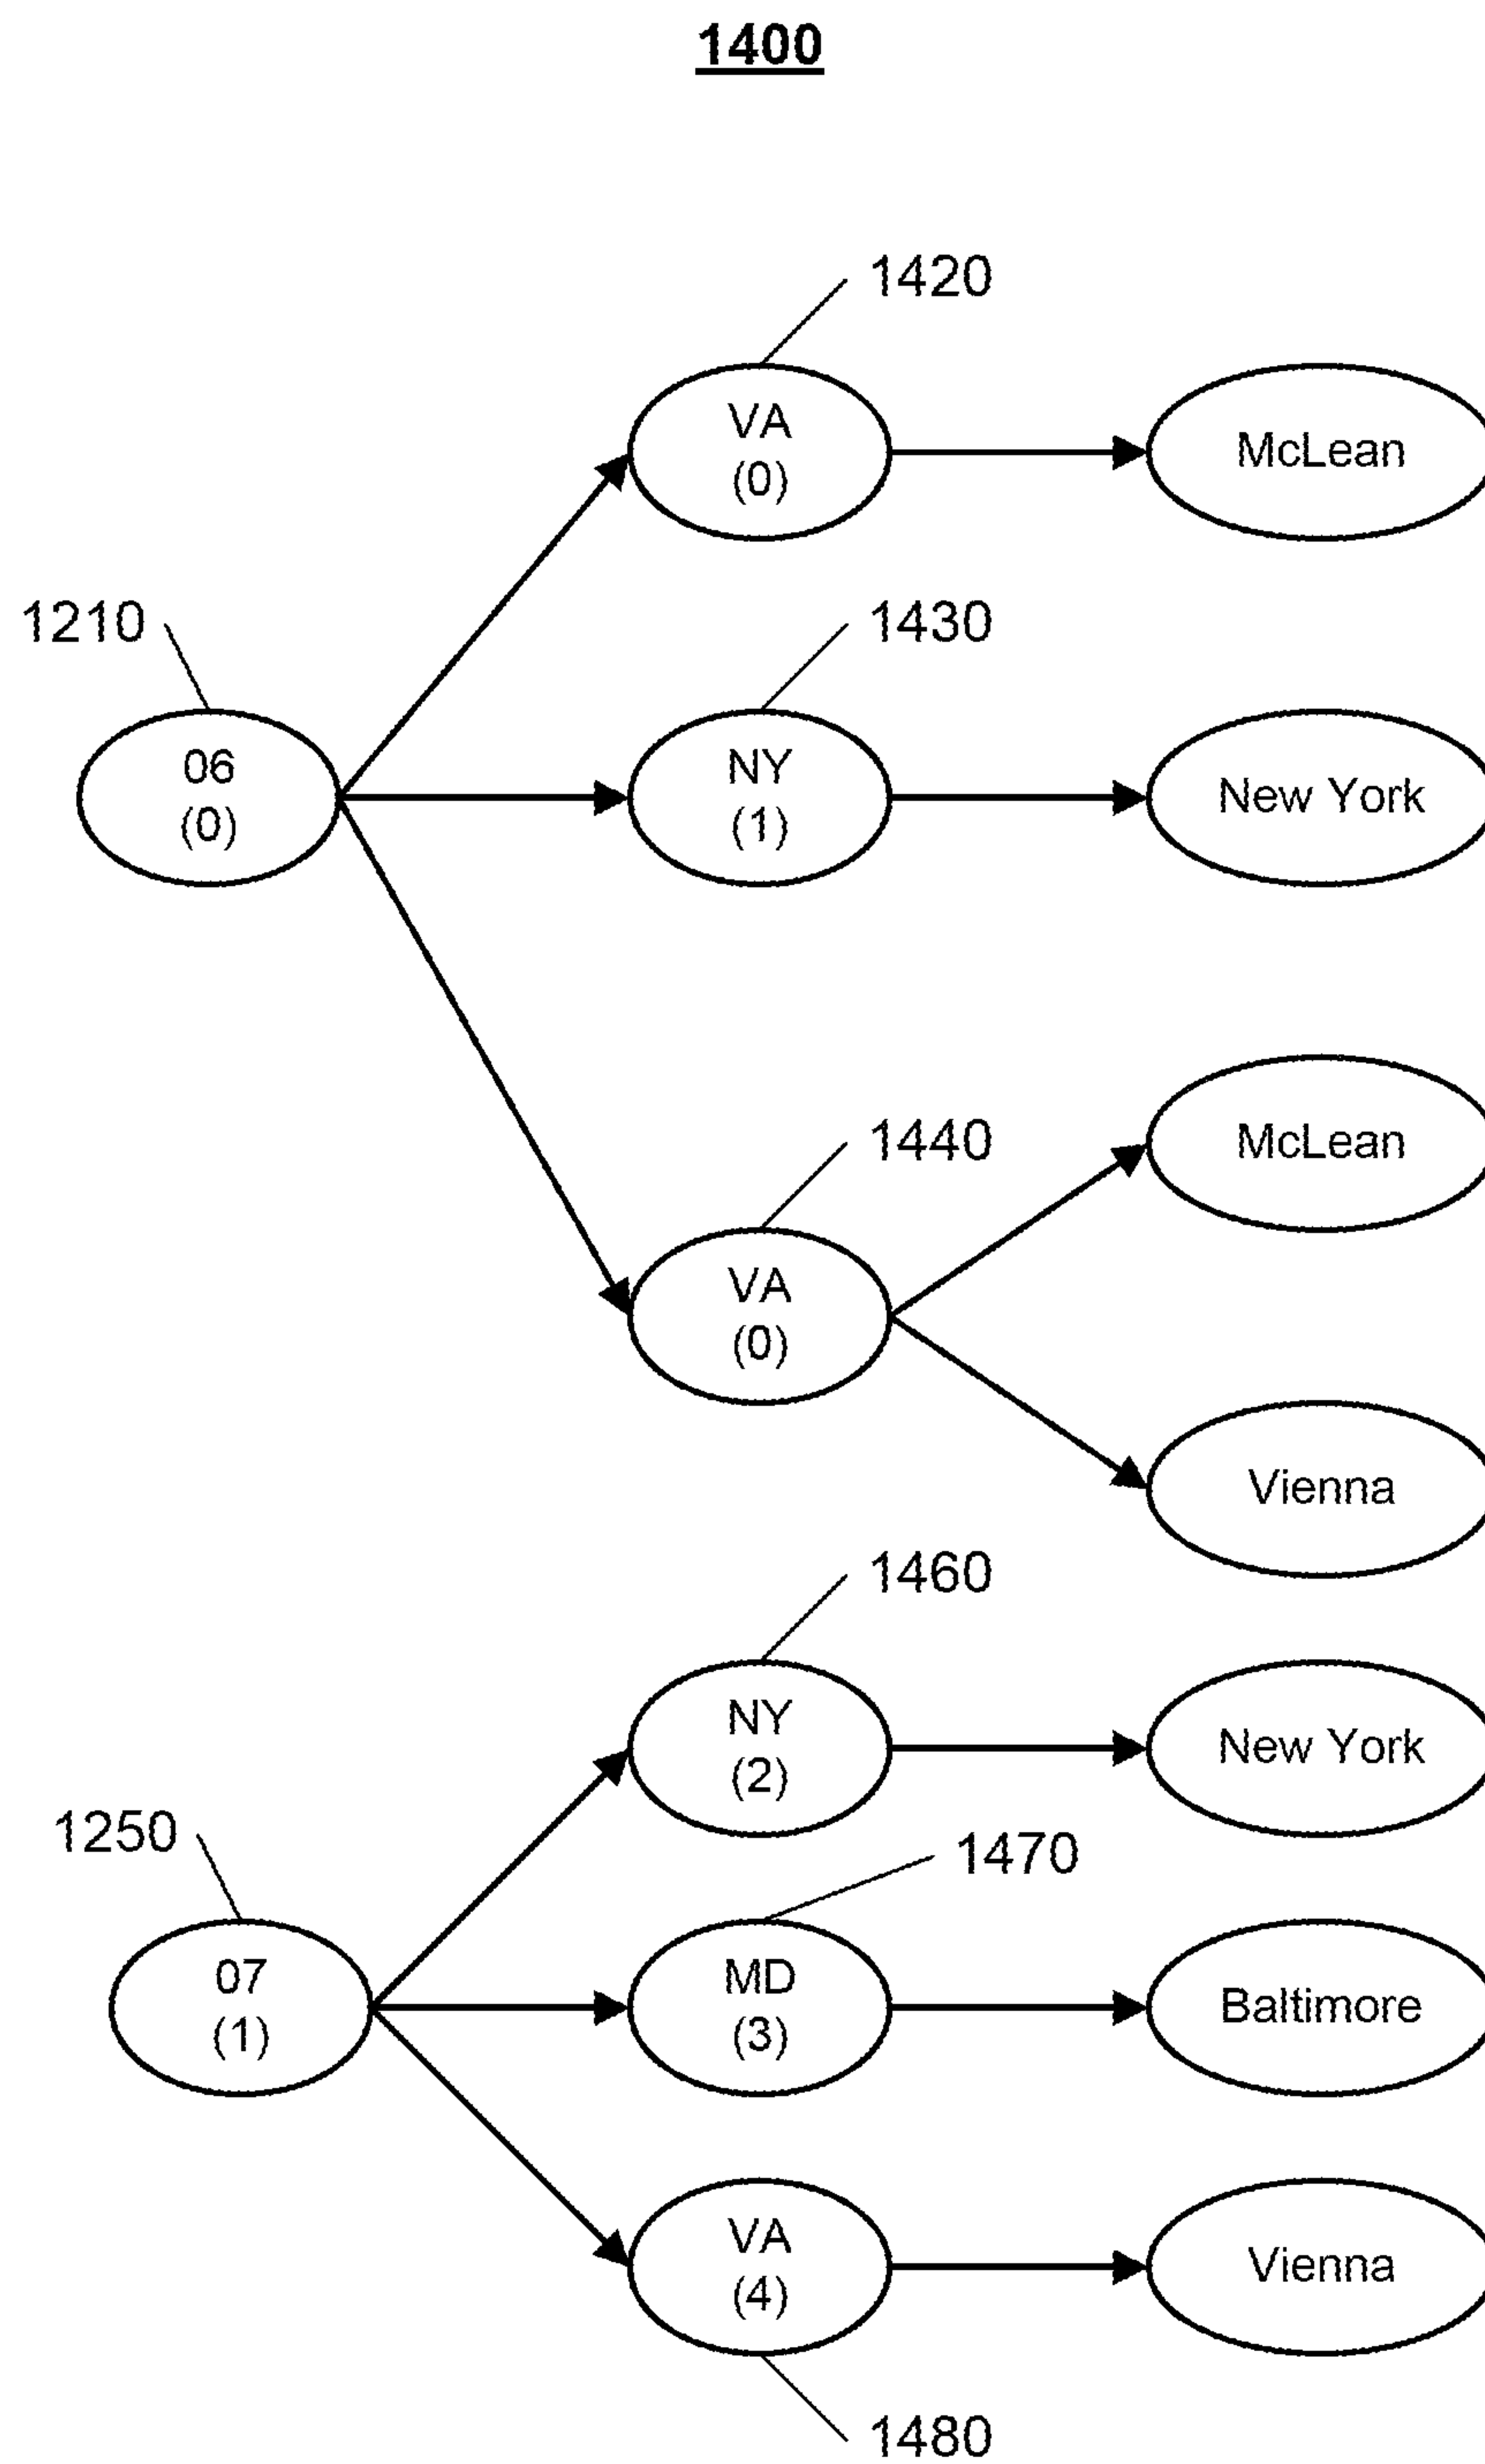 1400
1420
VA
(0)
McLean
1210
1430
06
(0)
NY
(1)
New York
1440
McLean
VA
(0)
Vienna
1460
NY
(2)
New York
1250
1470
07
(1)
MD
(3)
Baltimore
VA
(4)
Vienna
1480